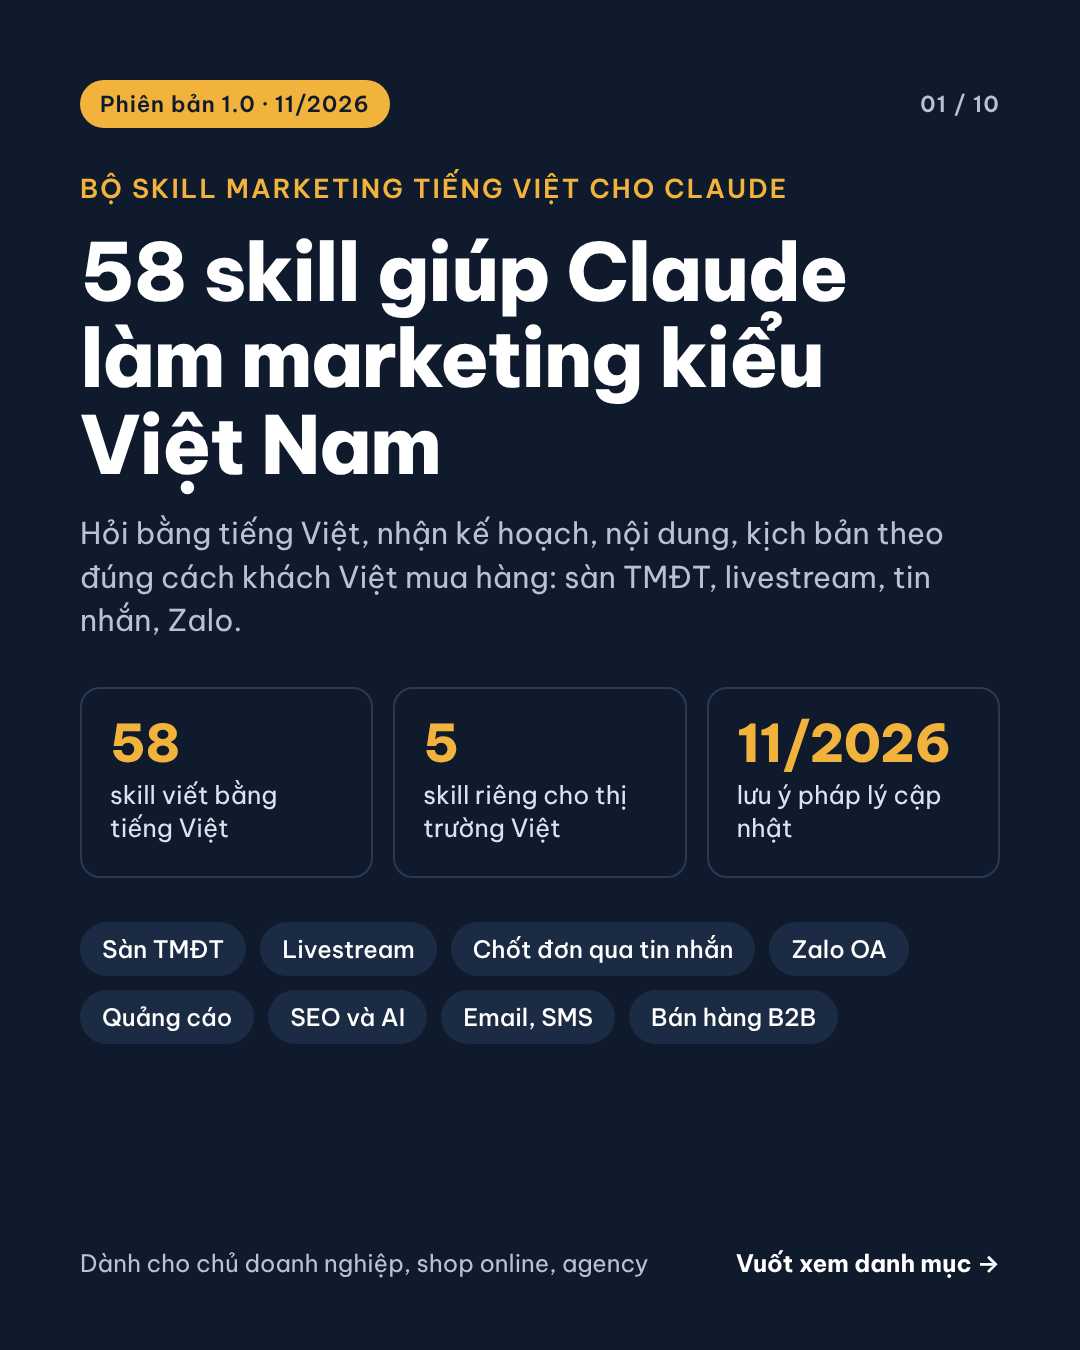 Phiên bản 1.0 · 11/2026
01 / 10
BỘ SKILL MARKETING TIẾNG VIỆT CHO CLAUDE
58 skill giúp Claude
làm marketing kiểu
Việt Nam
Hỏi bằng tiếng Việt, nhận kế hoạch, nội dung, kịch bản theo
đúng cách khách Việt mua hàng: sàn TMĐT, livestream, tin
nhắn, Zalo.
58
skill viết bằng
tiếng Việt
5
skill riêng cho thị
trường Việt
11/2026
lưu ý pháp lý cập
nhật
Sàn TMĐT
Livestream
Chốt đơn qua tin nhắn
Zalo OA
Quảng cáo
SEO và AI
Email, SMS
Bán hàng B2B
Dành cho chủ doanh nghiệp, shop online, agency
Vuốt xem danh mục →